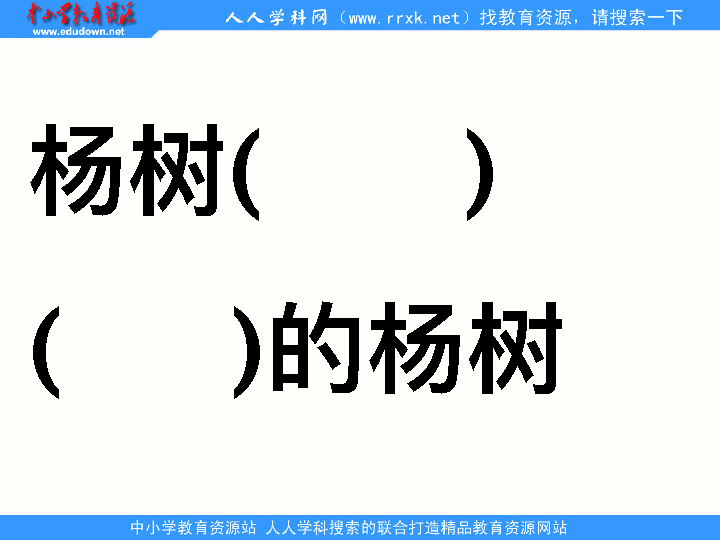 中小学教育资源
www.edudown.net
人人学科网（www.rrxk.net）找教育资源，请搜索一下
杨树(      )
(      )的杨树
中小学教育资源站 人人学科搜索的联合打造精品教育资源网站